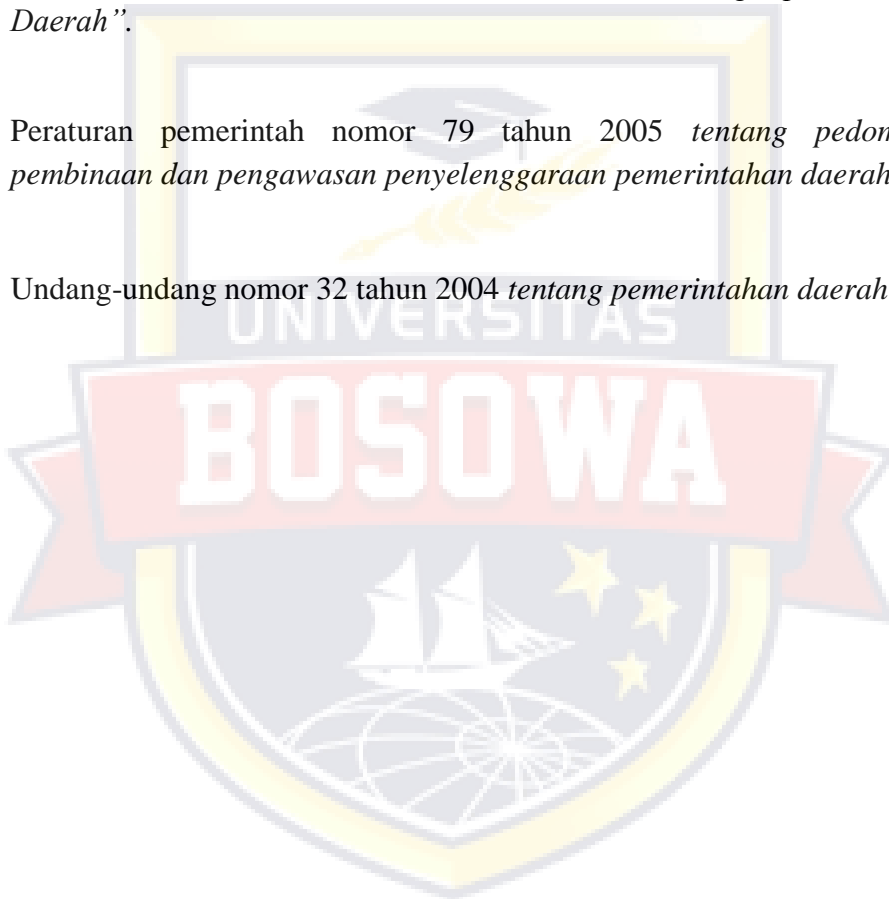 Daerah”.
Peraturan pemerintah nomor 79 tahun 2005 tentang pedom
pembinaan dan pengawasan penyelenggaraan pemerintahan daerah
Undang-undang nomor 32 tahun 2004 tentang pemerintahan daerah
UNIVERSITAS
BOSOWA